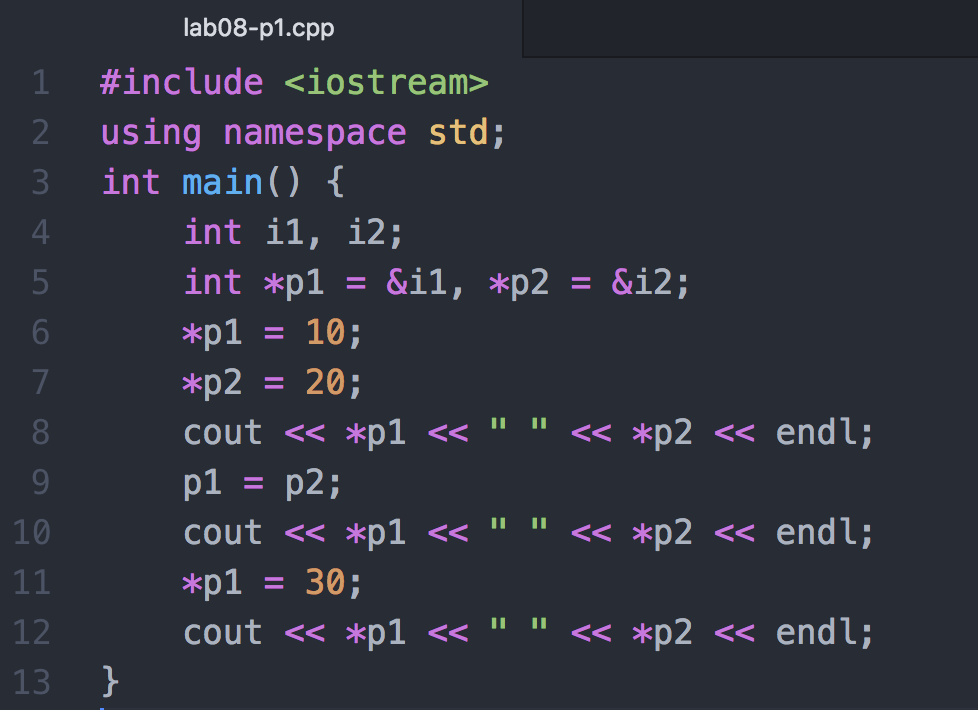 lab08-p1.cpp
1 #include <iostream>
2 using namespace std;
3 int main() {
4     int i1, i2;
5     int *p1 = &i1, *p2 = &i2;
6     *p1 = 10;
7     *p2 = 20;
8     cout << *p1 << " " << *p2 << endl;
9     p1 = p2;
10     cout << *p1 << " " << *p2 << endl;
11     *p1 = 30;
12     cout << *p1 << " " << *p2 << endl;
13 }